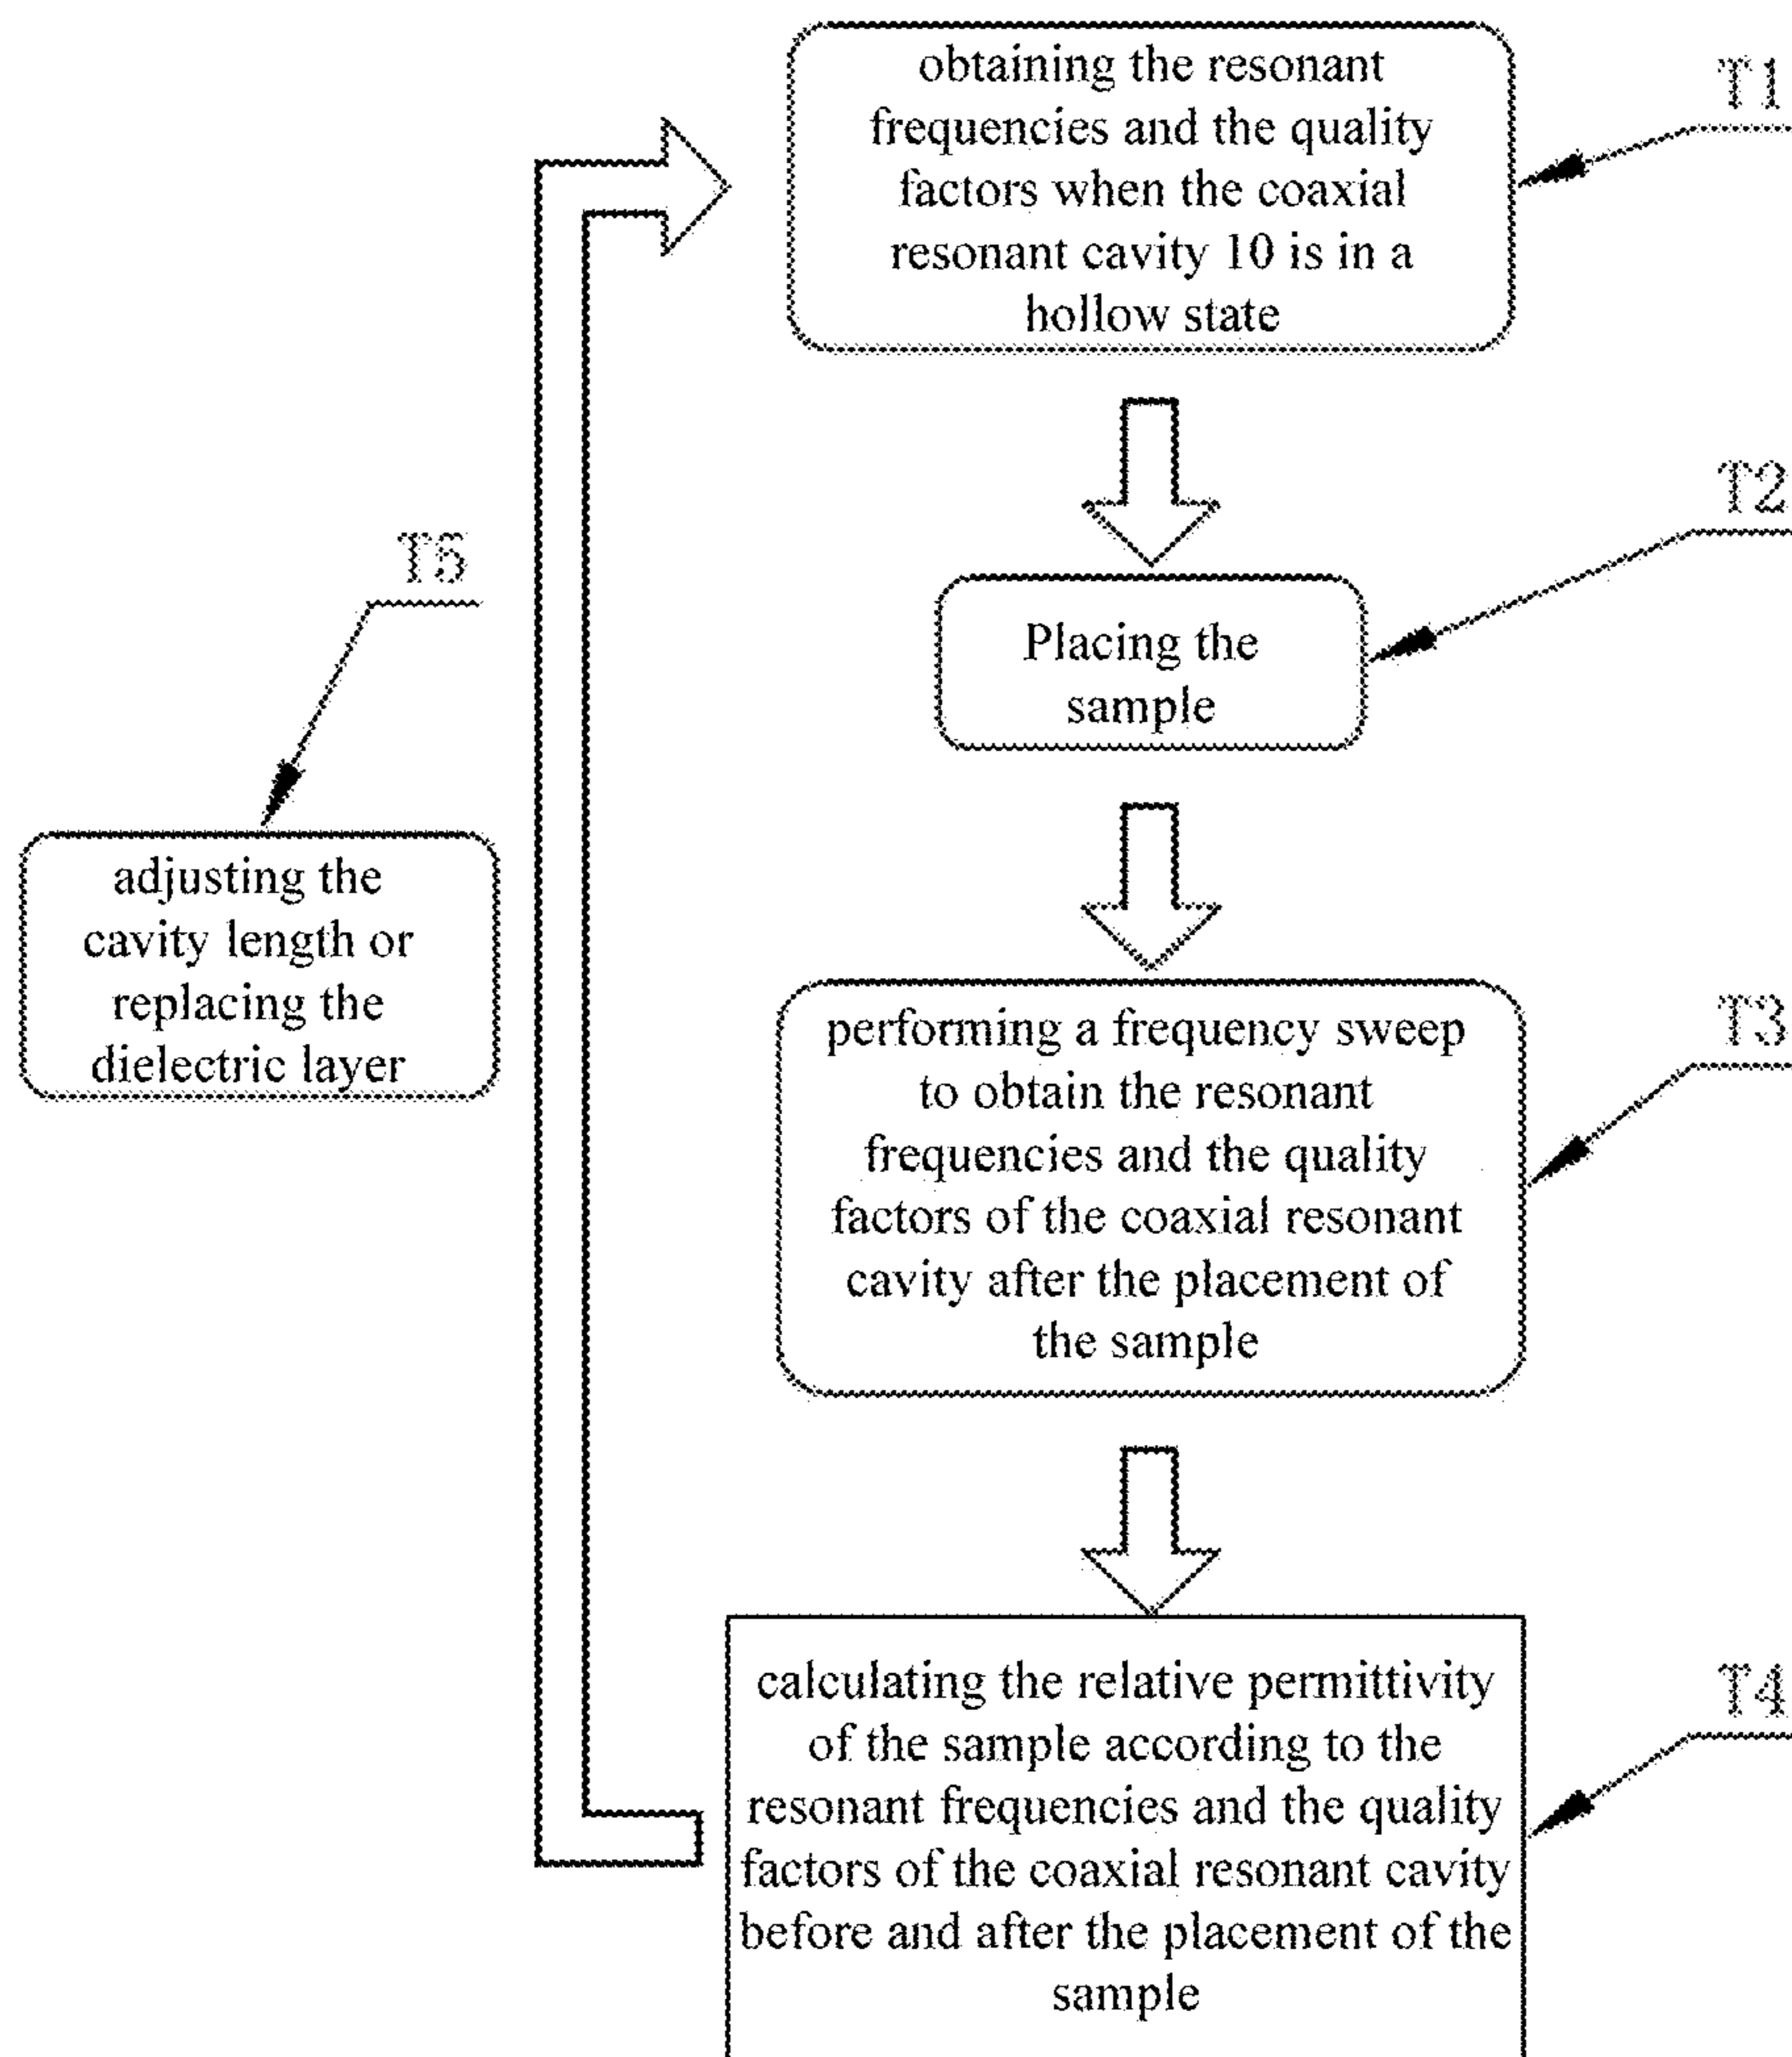 obtaining the resonant
frequencies and the quality
factors when the coaxial
resonant cavity 10 is in a
hollow state
T1
Placing the
sample
T2
performing a frequency sweep
to obtain the resonant
frequencies and the quality
factors of the coaxial resonant
cavity after the placement of
the sample
T3
calculating the relative permittivity
of the sample according to the
resonant frequencies and the quality
factors of the coaxial resonant cavity
before and after the placement of the
sample
T4
T5
adjusting the
cavity length or
replacing the
dielectric layer